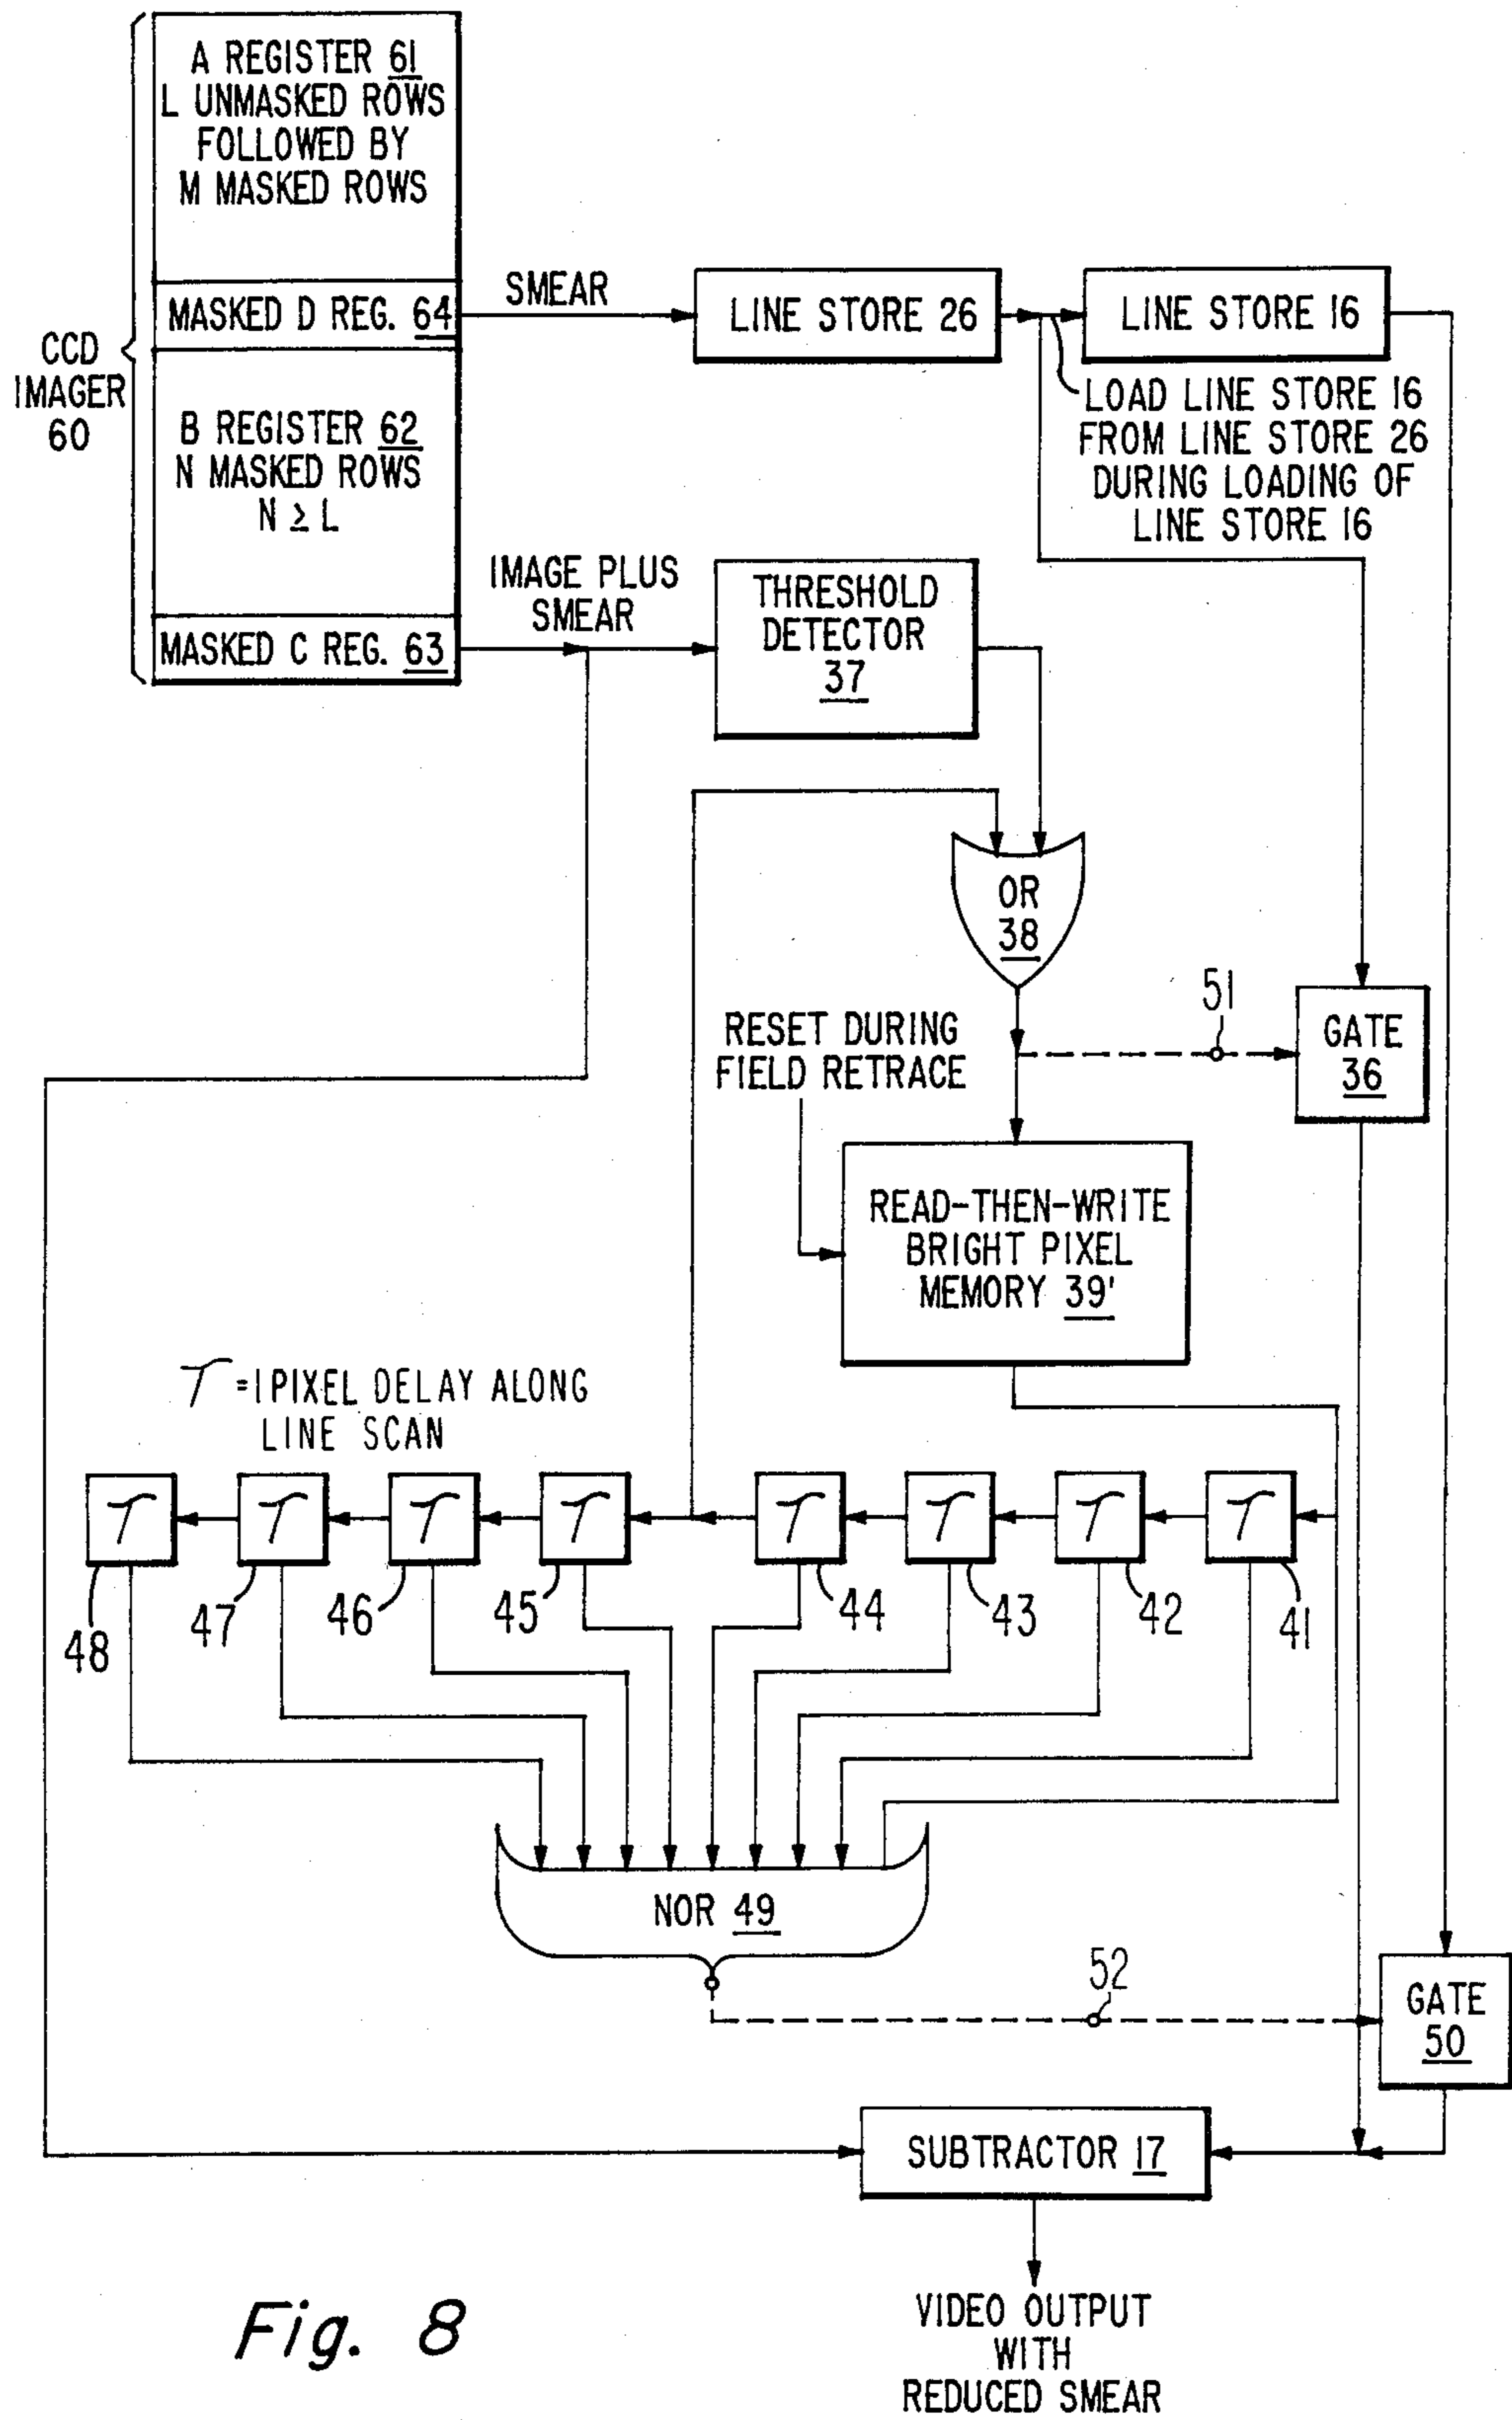 A REGISTER 61
L UNMASKED ROWS
FOLLOWED BY
M MASKED ROWS
MASKED D REG. 64
CCD
IMAGER
60
B REGISTER 62
N MASKED ROWS
N ≥ L
MASKED C REG. 63
SMEAR
LINE STORE 26
LINE STORE 16
LOAD LINE STORE 16
FROM LINE STORE 26
DURING LOADING OF
LINE STORE 16
IMAGE PLUS
SMEAR
THRESHOLD
DETECTOR
37
OR
38
51
GATE
36
RESET DURING
FIELD RETRACE
READ-THEN-WRITE
BRIGHT PIXEL
MEMORY 39'
T = 1 PIXEL DELAY ALONG
LINE SCAN
T T T T T T T T
48 47 46 45 44 43 42 41
NOR 49
52
GATE
50
SUBTRACTOR 17
VIDEO OUTPUT
WITH
REDUCED SMEAR
Fig. 8